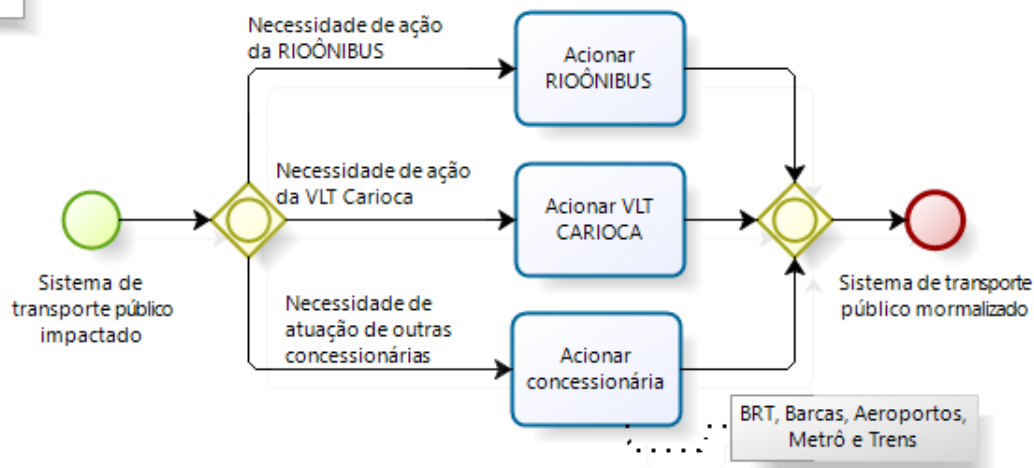 Necessidade de ação
da RIOÔNIBUS
Acionar
RIOÔNIBUS
Necessidade de ação
da VLT Carioca
Acionar VLT
CARIOCA
Sistema de
transporte público
impactado
Necessidade de
atuação de outras
concessionárias
Acionar
concessionária
Sistema de transporte
público mormalizado
BRT, Barcas, Aeroportos,
Metrô e Trens